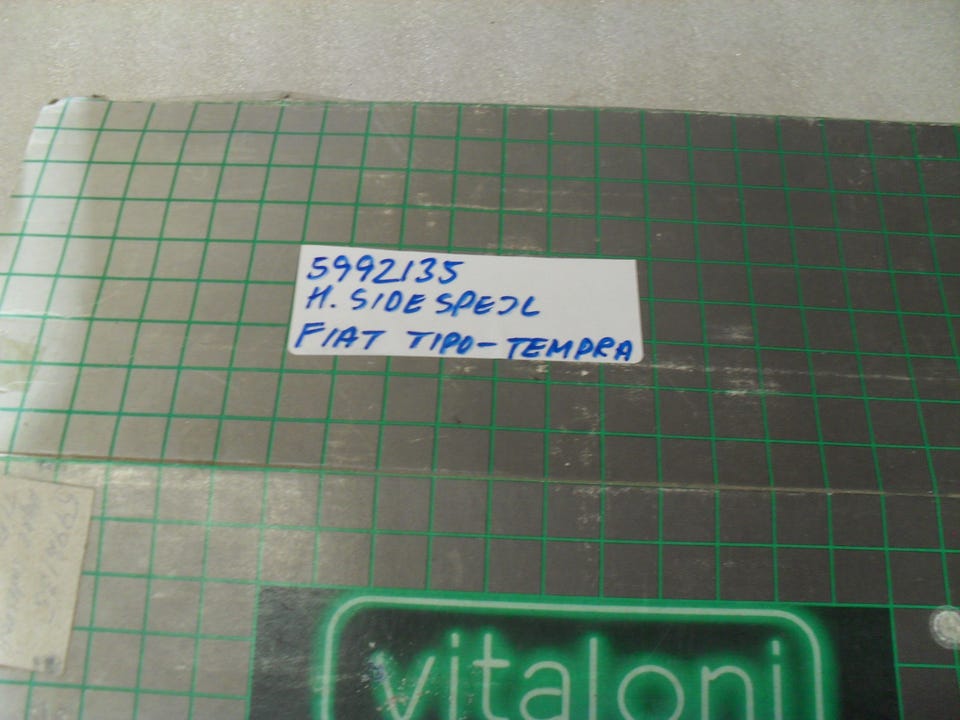 5992135
H. SIDESPEJL
FIAT TIPO-TEMPRA
vitaloni